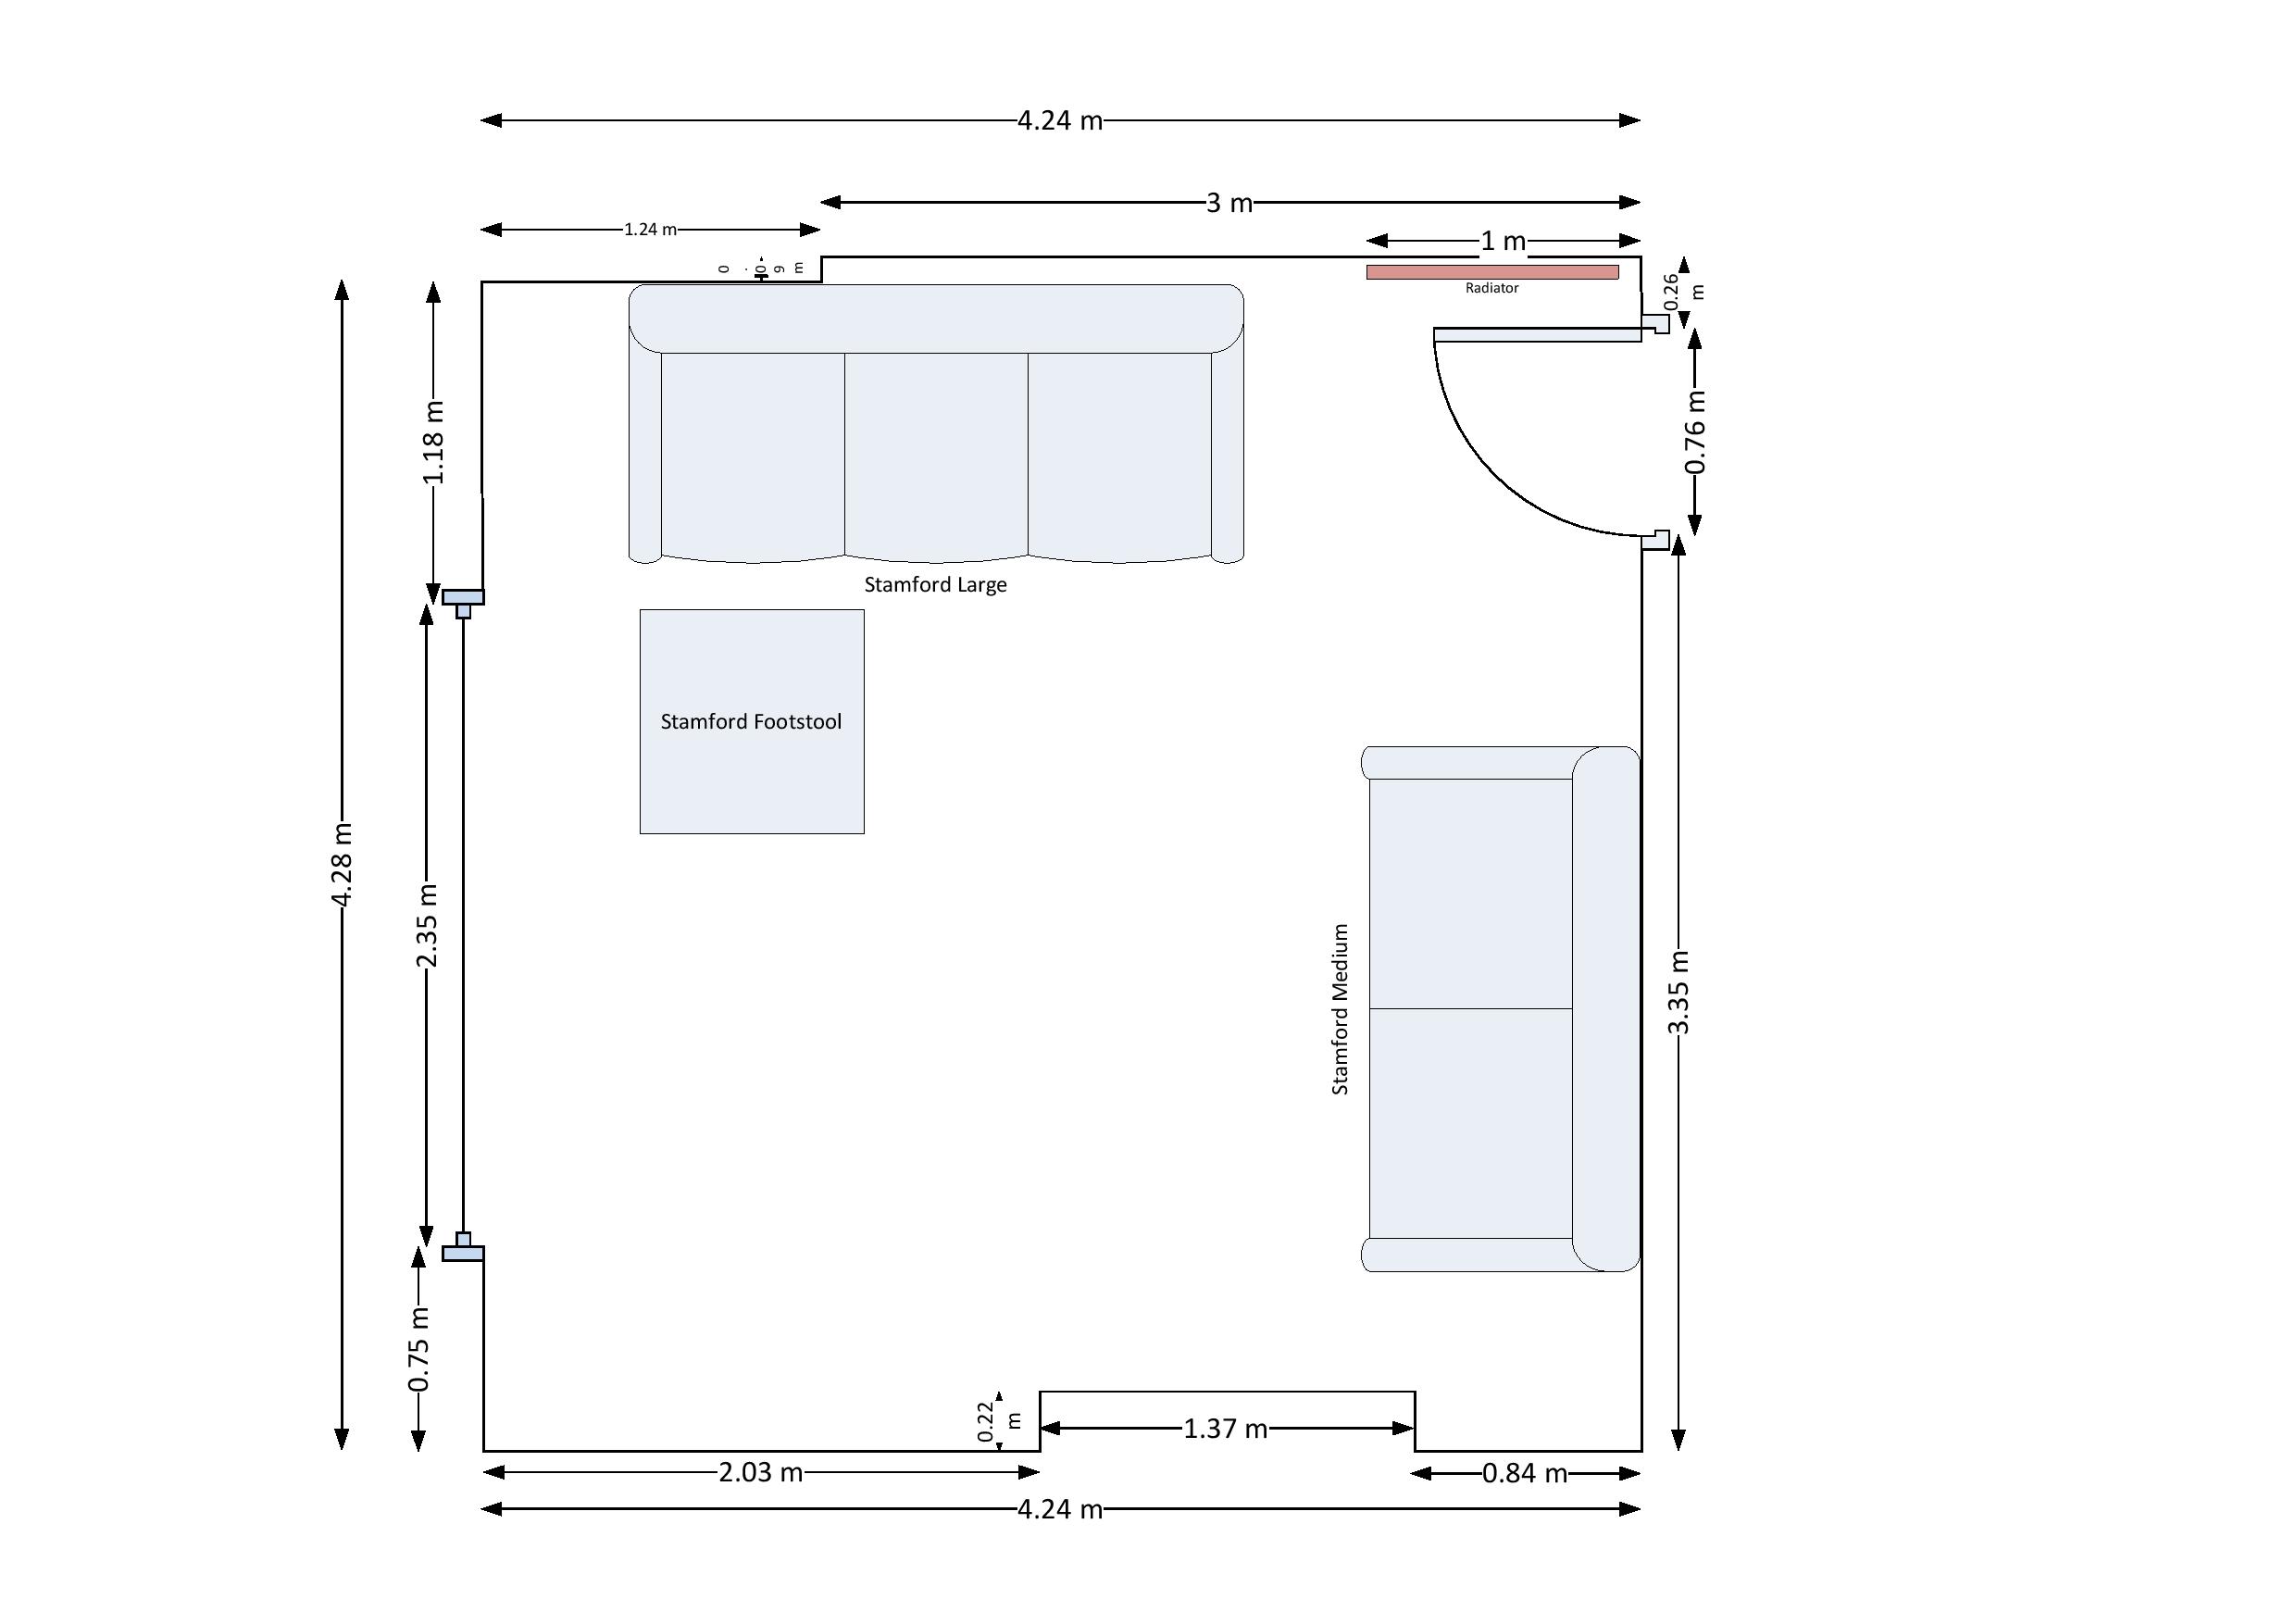 4.24 m
3 m
1.24 m
1 m
0.09 m
0.26 m
Radiator
1.18 m
0.76 m
Stamford Large
Stamford Footstool
4.28 m
2.35 m
Stamford Medium
3.35 m
0.75 m
0.22 m
1.37 m
2.03 m
0.84 m
4.24 m